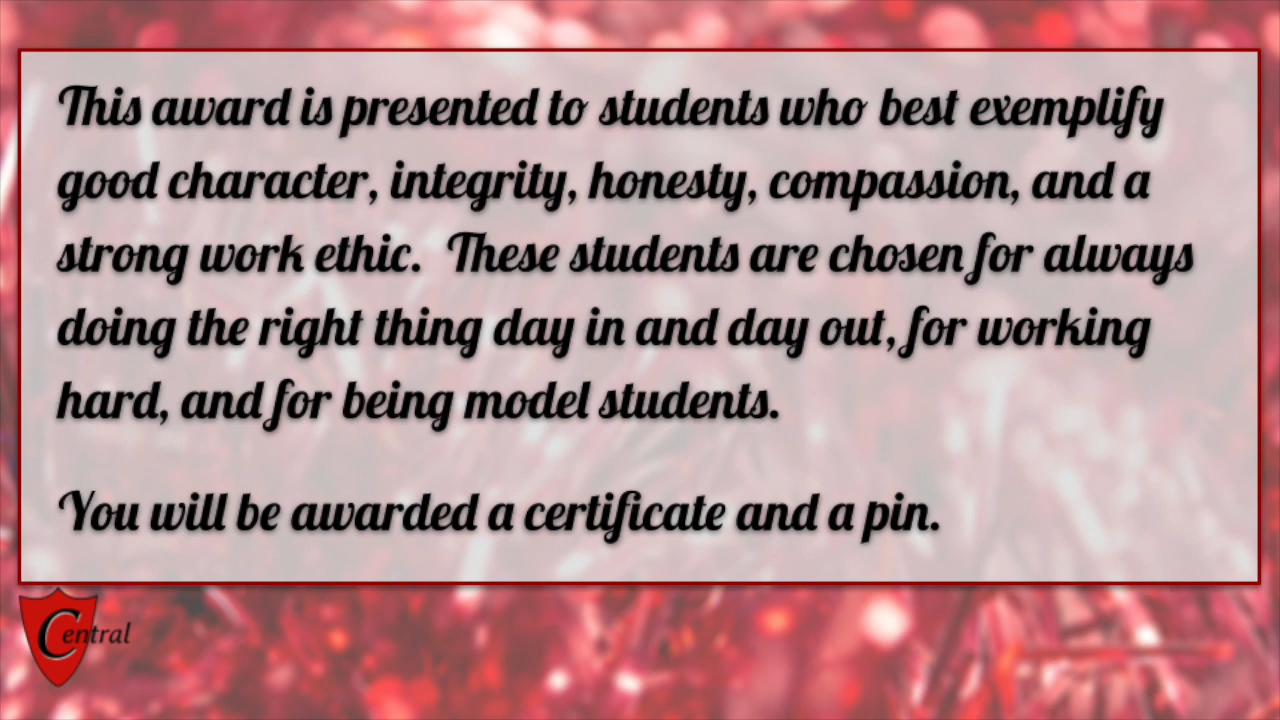 This award is presented to students who best exemplify
good character, integrity, honesty, compassion, and a
strong work ethic.  These students are chosen for always
doing the right thing day in and day out, for working
hard, and for being model students.
You will be awarded a certificate and a pin.
Central